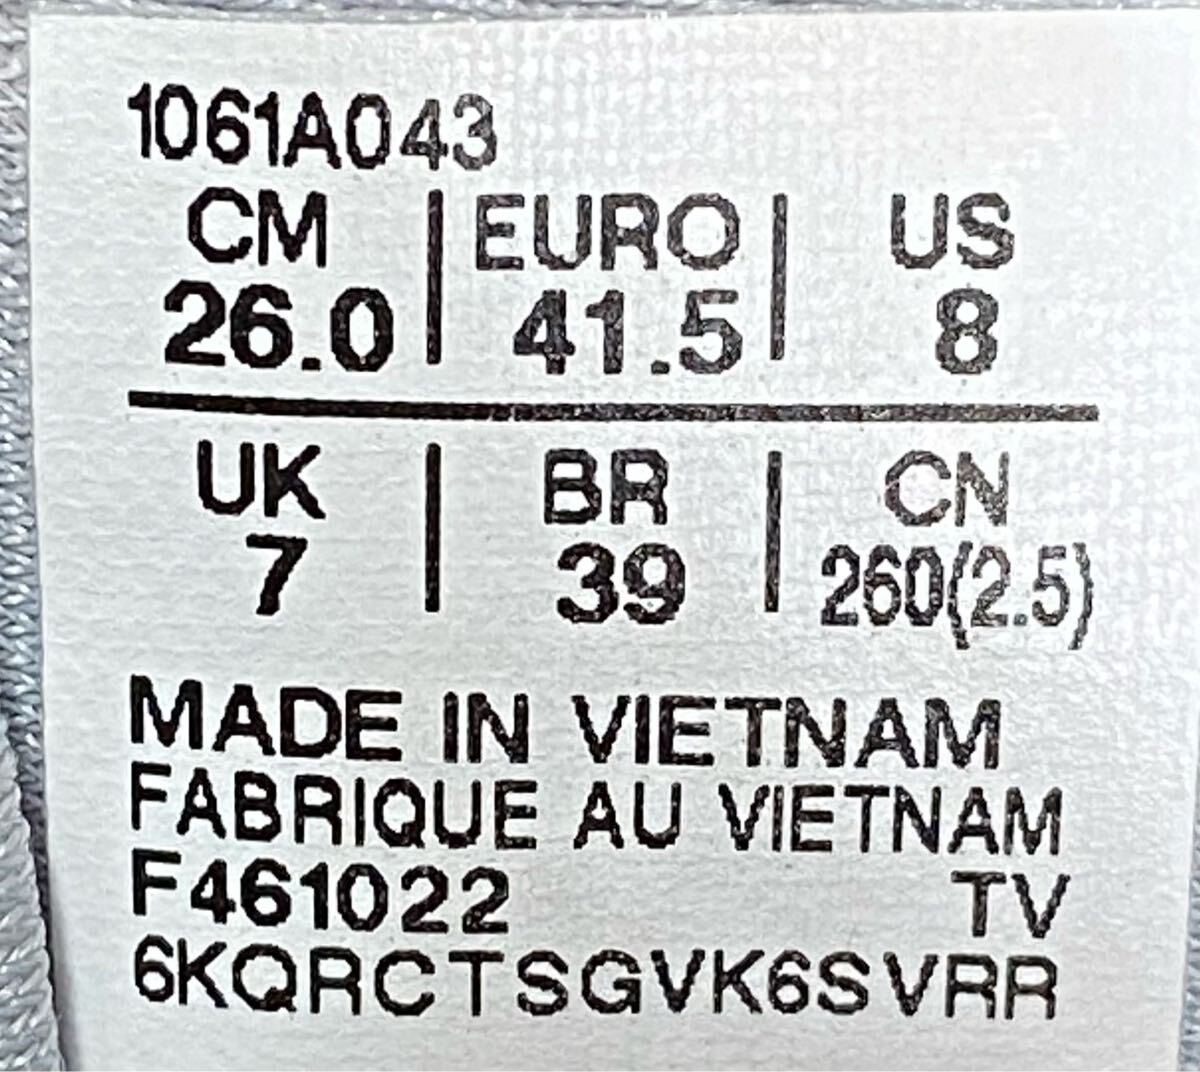 1061A043
CM | EURO | US
26.0 | 41.5 | 8
UK | BR | CN
7 | 39 | 260(2.5)
MADE IN VIETNAM
FABRIQUE AU VIETNAM
F461022 TV
6KQRCTSGVK6SVRR